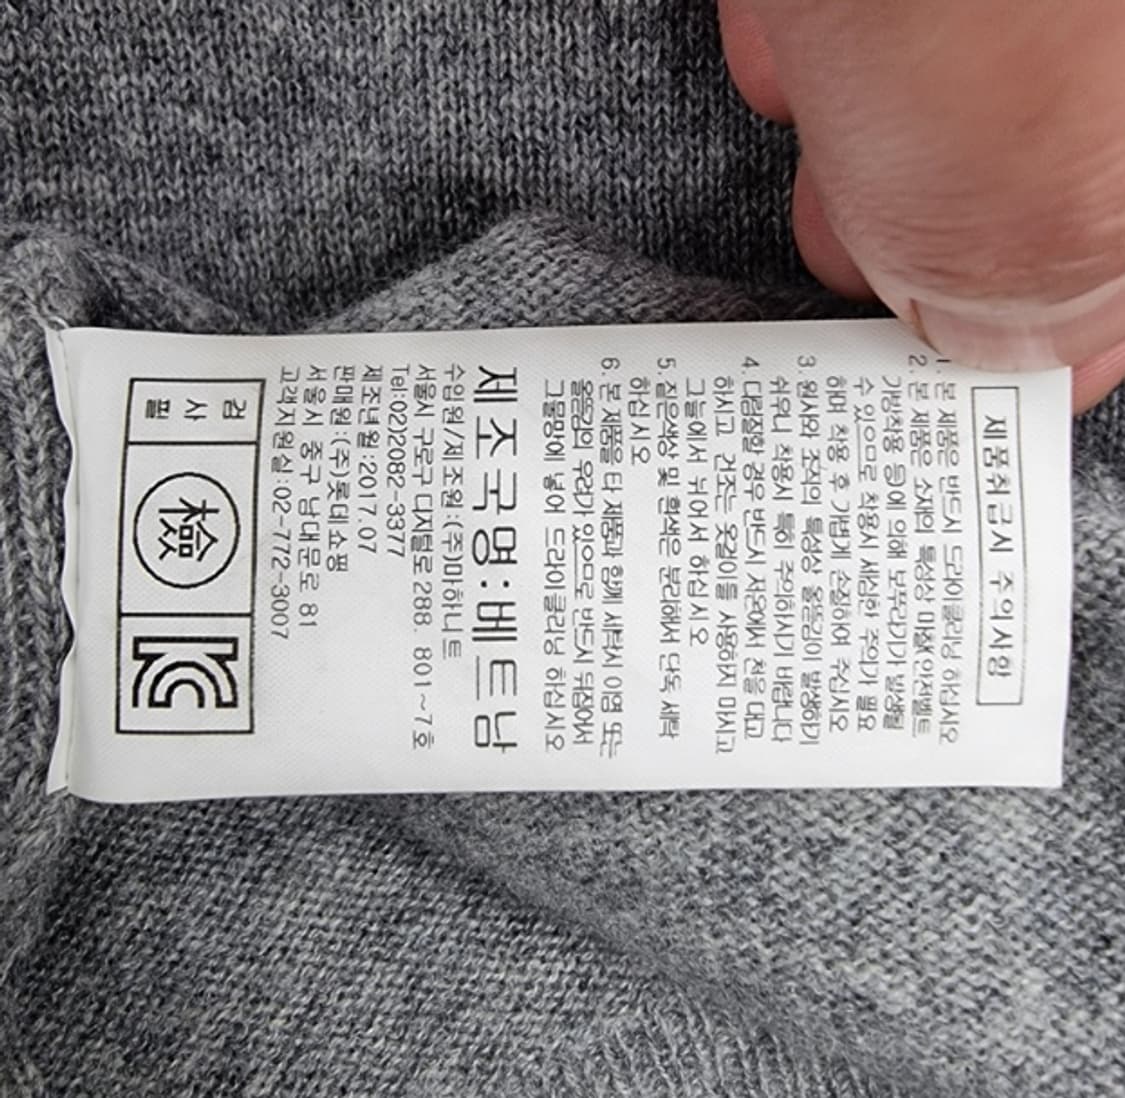 제품취급시 주의사항
1. 본 제품은 반드시 드라이클리닝 하십시오
2. 본 제품은 소재의 특성상 마찰(안전벨트
가방착용 등)에 의해 보푸라기가 발생될
수 있으므로 착용시 세심한 주의가 필요
하며 착용 후 가볍게 손질하여 주십시오
3. 원사와 조직의 특성상 올뜯김이 발생하기
쉬우니 착용시 특히 주의하시기 바랍니다
4. 다림질할 경우 반드시 저온에서 천을 대고
하시고 건조는 옷걸이를 사용하지 마시고
그늘에서 뉘어서 하십시오
5. 짙은색상 및 흑색은 분리해서 단독 세탁
하십시오
6. 본 제품을 타 제품과 함께 세탁시 이염 또는
올뜯김의 우려가 있으므로 반드시 뒤집어서
그물망에 넣어 드라이클리닝 하십시오
제조국명:베트남
수입원/제조원:(주)마하니트
서울시 구로구 디지털로 288. 801~7호
Tel:022082-3377
제조년월:2017.07
판매원:(주)롯데쇼핑
서울시 중구 남대문로 81
고객지원실:02-772-3007
검사필
檢
KC